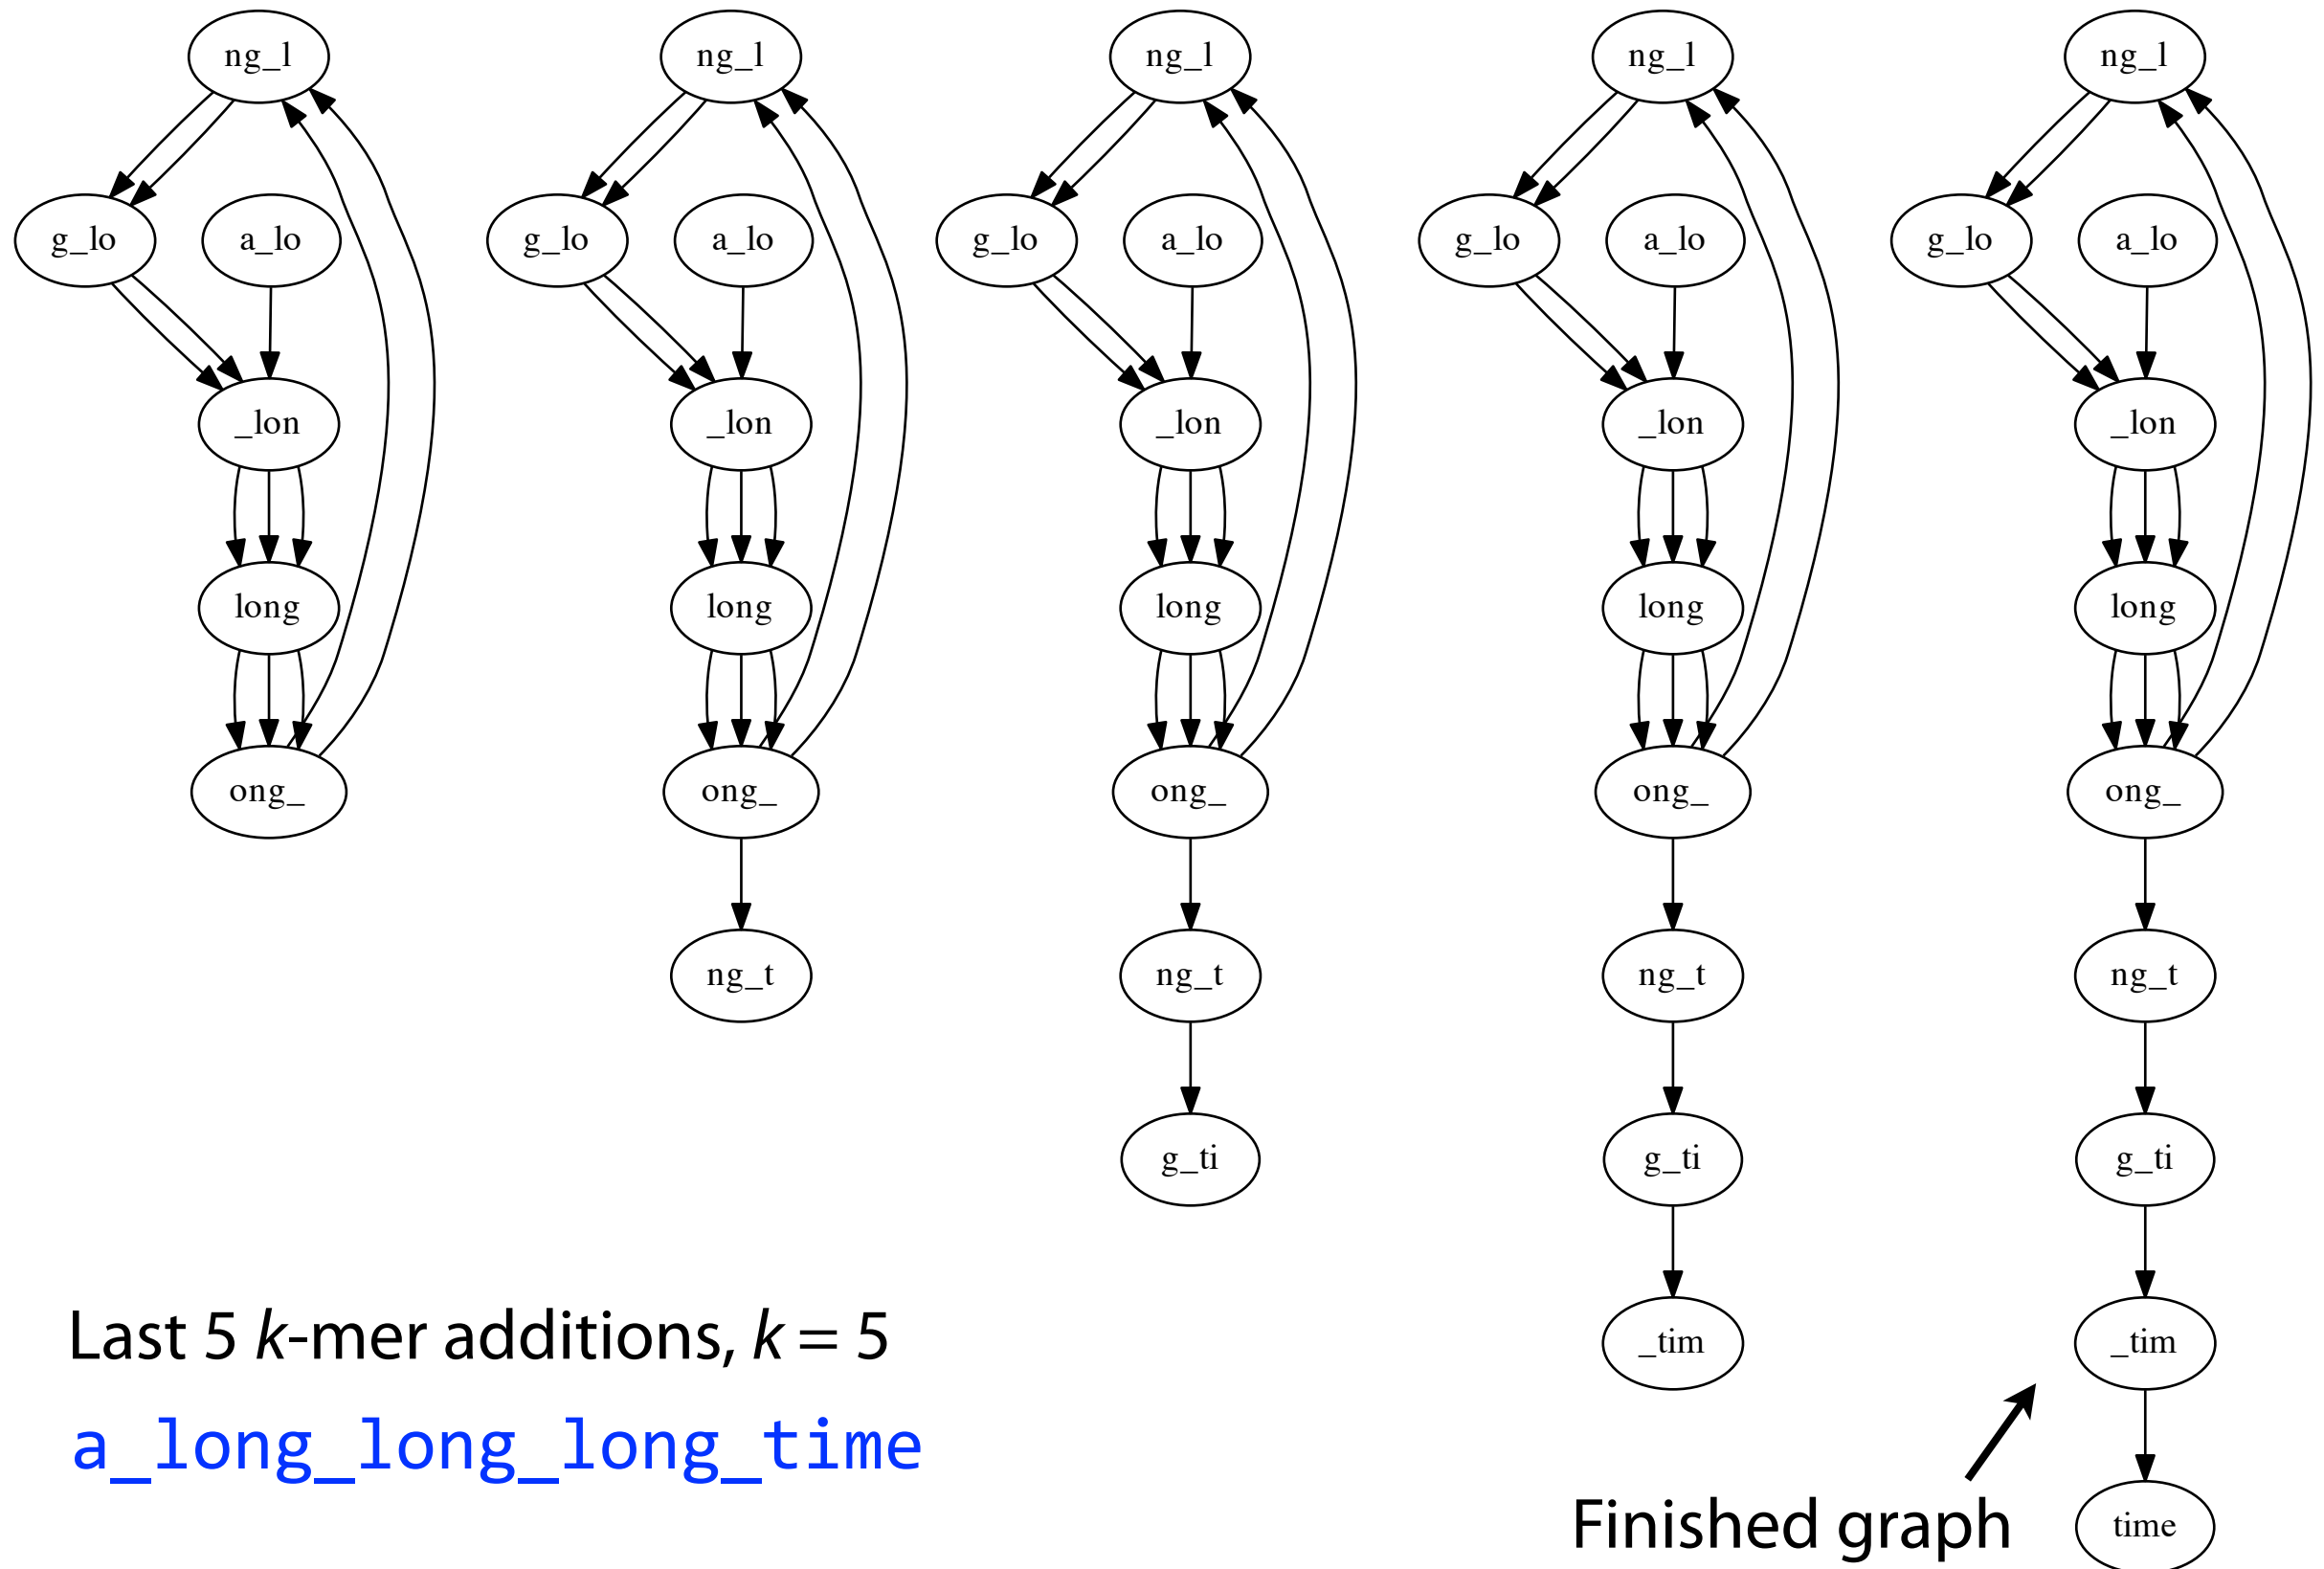 ng_l ng_l ng_l ng_l ng_l
g_lo a_lo g_lo a_lo g_lo a_lo g_lo a_lo g_lo a_lo
_lon _lon _lon _lon _lon
long long long long long
ong_ ong_ ong_ ong_ ong_
ng_t ng_t ng_t ng_t
g_ti g_ti g_ti
Last 5 k-mer additions, k = 5
_tim _tim
a_long_long_long_time
Finished graph
time